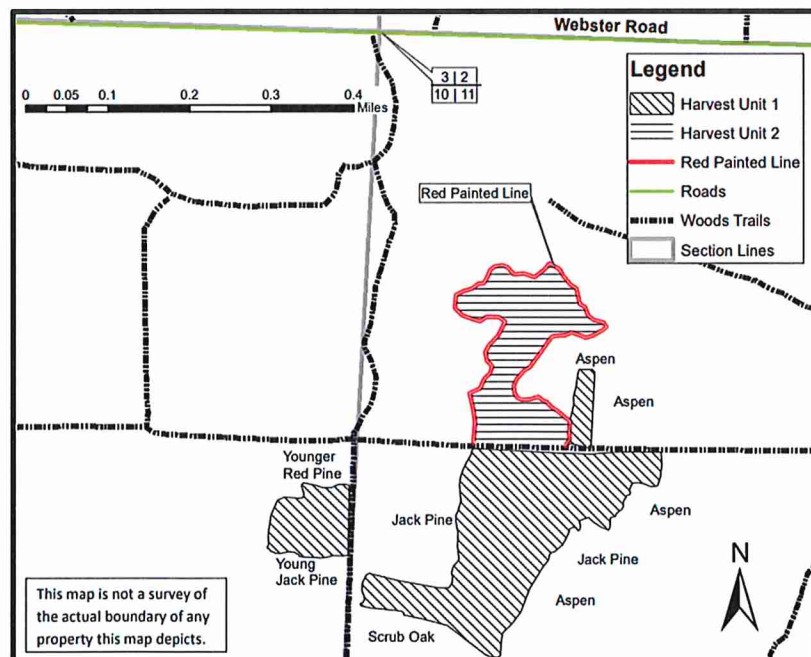 Webster Road
3 | 2
10 | 11
0 0.05 0.1 0.2 0.3 0.4
Miles
Legend
Harvest Unit 1
Harvest Unit 2
Red Painted Line
Roads
Woods Trails
Section Lines
Red Painted Line
Aspen
Aspen
Younger
Red Pine
Jack Pine
Aspen
Young
Jack Pine
Jack Pine
Aspen
Scrub Oak
N
This map is not a survey of
the actual boundary of any
property this map depicts.